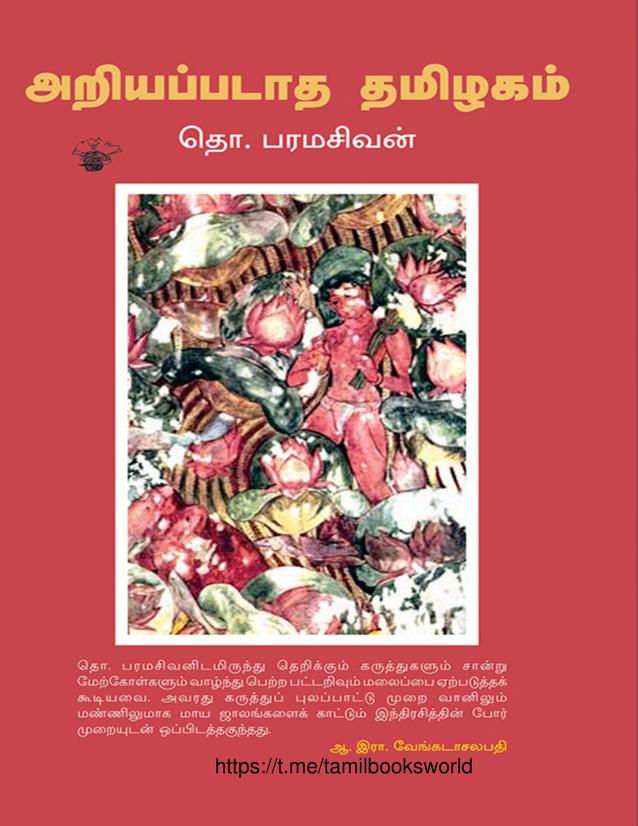 அறியப்படாத தமிழகம்
தொ. பரமசிவன்
தொ. பரமசிவனிடமிருந்து தெறிக்கும் கருத்துகளும் சான்று
மேற்கோள்களும் வாழ்ந்து பெற்ற பட்டறிவும் மலைப்பை ஏற்படுத்தக்
கூடியவை. அவரது கருத்துப் புலப்பாட்டு முறை வானிலும்
மண்ணிலுமாக மாய ஜாலங்களைக் காட்டும் இந்திரசித்தின் போர்
முறையுடன் ஒப்பிடத்தகுந்தது.
ஆ. இரா. வேங்கடாசலபதி
https://t.me/tamilbooksworld